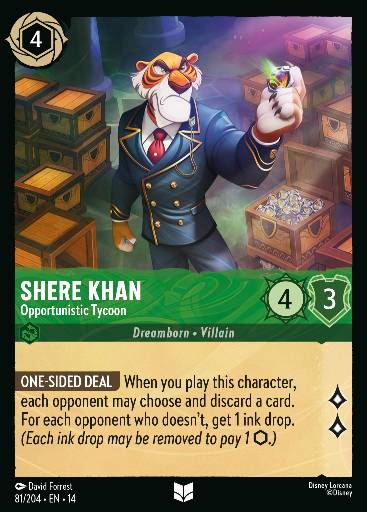 4
SHERE KHAN
Opportunistic Tycoon
4
3
Dreamborn • Villain
ONE-SIDED DEAL When you play this character,
each opponent may choose and discard a card.
For each opponent who doesn't, get 1 ink drop.
(Each ink drop may be removed to pay 1 ⬡.)
David Forrest
81/204 • EN • 14
Disney Lorcana
©Disney